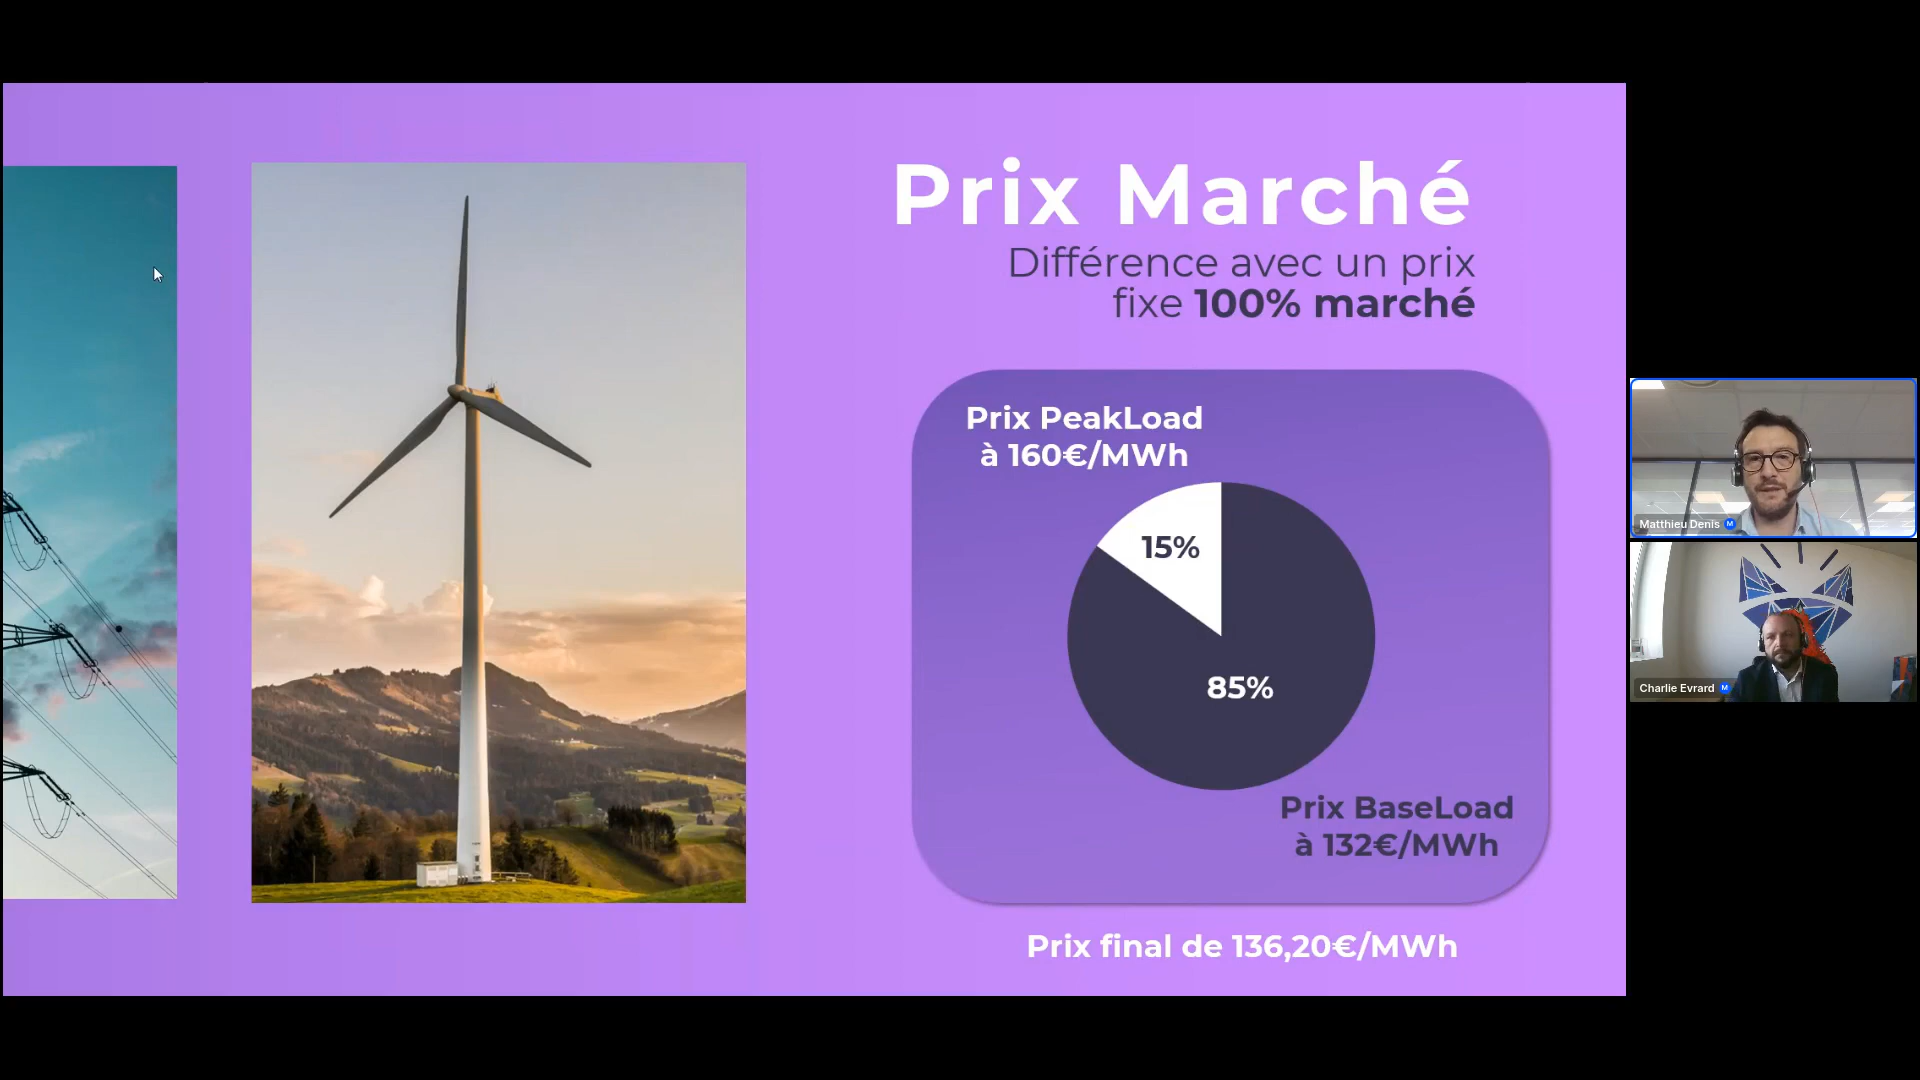 Prix Marché
Différence avec un prix
fixe 100% marché
Prix PeakLoad
à 160€/MWh
15%
85%
Prix BaseLoad
à 132€/MWh
Prix final de 136,20€/MWh
Matthieu Denis M
Charlie Evrard M